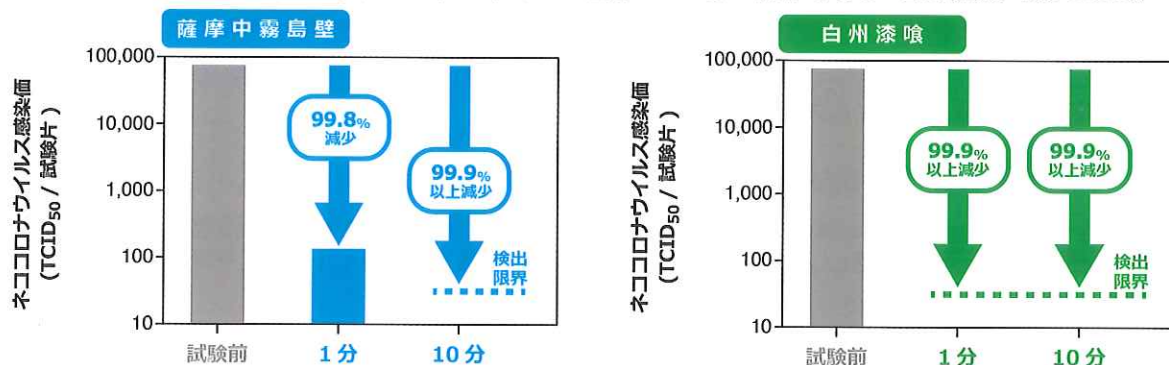 薩摩中霧島壁
ネココロナウイルス感染価
(TCID50 / 試験片)
100,000
10,000
1,000
100
10
99.8%
減少
99.9%
以上減少
検出
限界
試験前
1分
10分
白州漆喰
ネココロナウイルス感染価
(TCID50 / 試験片)
100,000
10,000
1,000
100
10
99.9%
以上減少
99.9%
以上減少
検出
限界
試験前
1分
10分